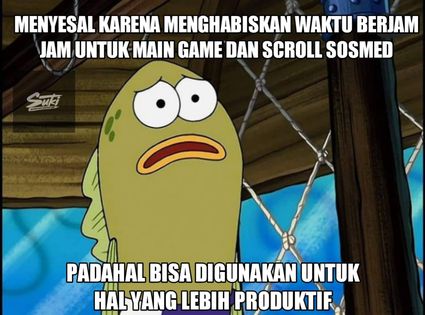 MENYESAL KARENA MENGHABISKAN WAKTU BERJAM
JAM UNTUK MAIN GAME DAN SCROLL SOSMED
Suki
PADAHAL BISA DIGUNAKAN UNTUK
HAL YANG LEBIH PRODUKTIF